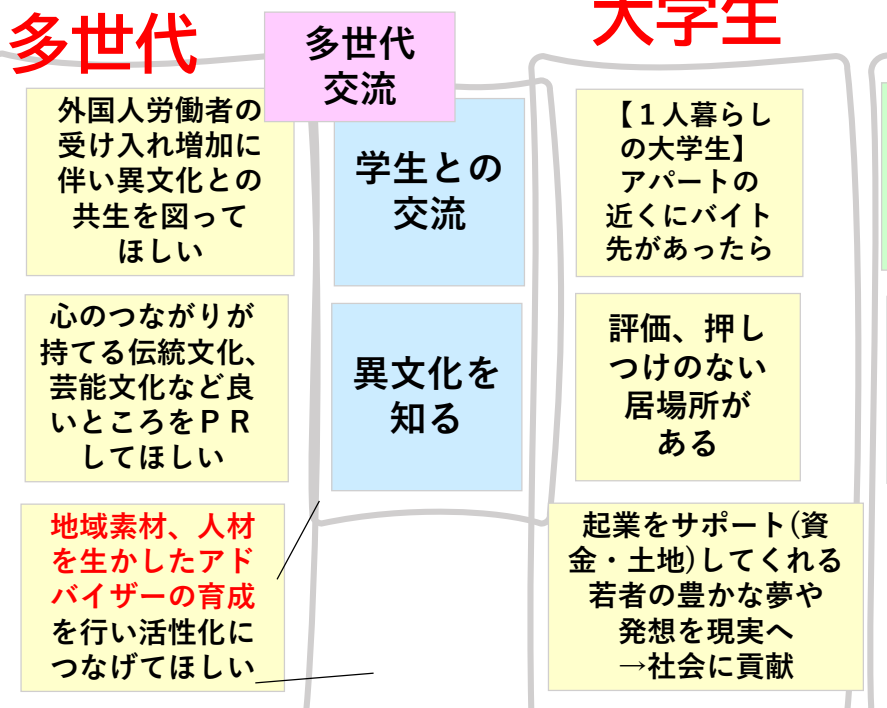 多世代
外国人労働者の
受け入れ増加に
伴い異文化との
共生を図って
ほしい
心のつながりが
持てる伝統文化、
芸能文化など良
いところをＰＲ
してほしい
地域素材、人材
を生かしたアド
バイザーの育成
を行い活性化に
つなげてほしい
多世代
交流
学生との
交流
異文化を
知る
大学生
【１人暮らし
の大学生】
アパートの
近くにバイト
先があったら
評価、押し
つけのない
居場所が
ある
起業をサポート(資
金・土地)してくれる
若者の豊かな夢や
発想を現実へ
→社会に貢献